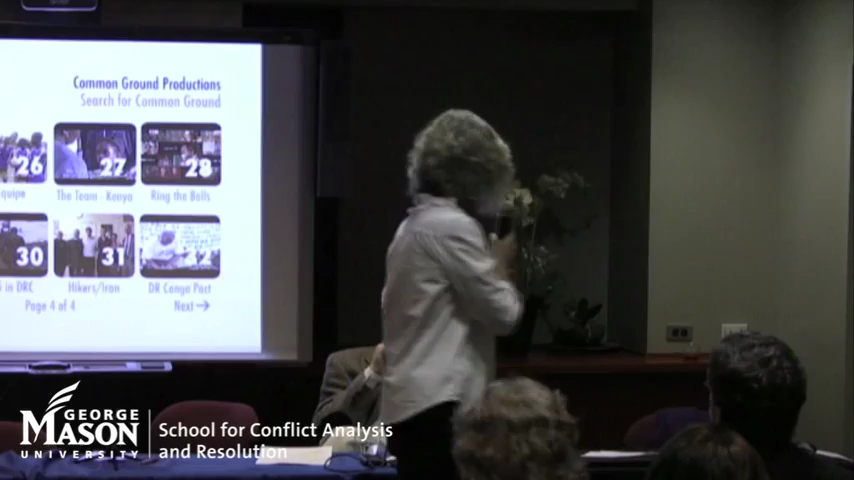 Common Ground Productions
Search for Common Ground
26
27
28
quipe
The Team - Kenya
Ring the Bells
30
31
32
in DRC
Hikers/Iran
DR Congo Pact
Page 4 of 4
Next →
GEORGE
MASON
UNIVERSITY
School for Conflict Analysis
and Resolution